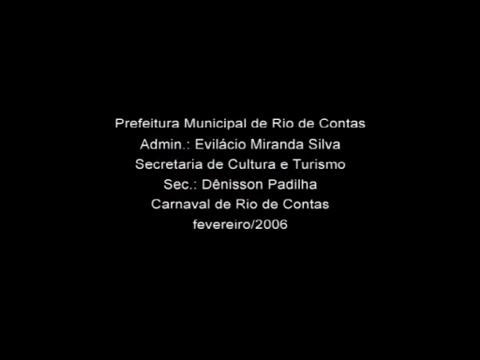 Prefeitura Municipal de Rio de Contas
Admin.: Evilácio Miranda Silva
Secretaria de Cultura e Turismo
Sec.: Dênisson Padilha
Carnaval de Rio de Contas
fevereiro/2006